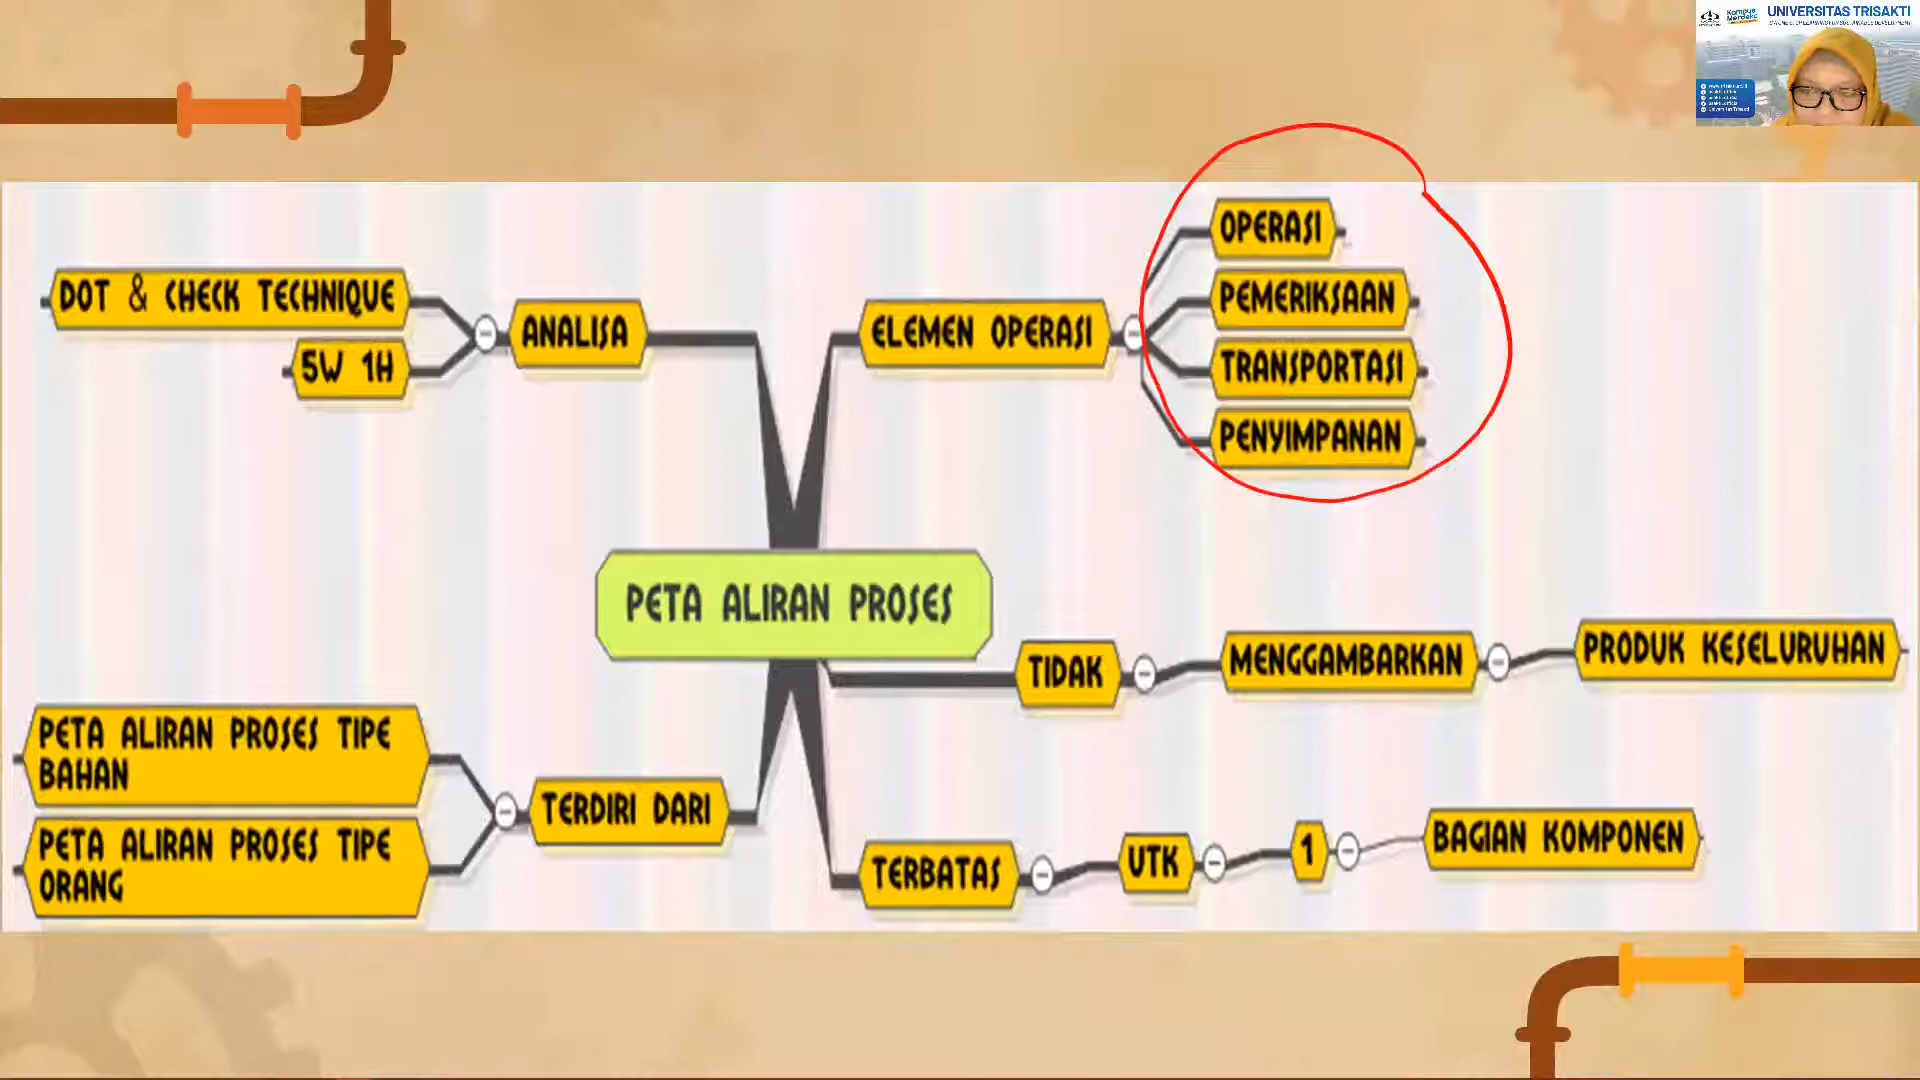 Kampus
Merdeka
UNIVERSITAS TRISAKTI
DOT & CHECK TECHNIQUE
5W 1H
ANALISA
ELEMEN OPERASI
OPERASI
PEMERIKSAAN
TRANSPORTASI
PENYIMPANAN
PETA ALIRAN PROSES
TIDAK
MENGGAMBARKAN
PRODUK KESELURUHAN
PETA ALIRAN PROSES TIPE
BAHAN
PETA ALIRAN PROSES TIPE
ORANG
TERDIRI DARI
TERBATAS
UTK
1
BAGIAN KOMPONEN